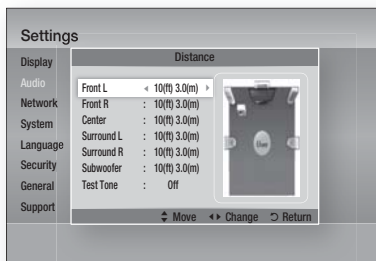 Settings
Distance
Display
Audio
Network
System
Language
Security
General
Support
Front L ◀ 10(ft) 3.0(m) ▶
Front R : 10(ft) 3.0(m)
Center : 10(ft) 3.0(m)
Surround L : 10(ft) 3.0(m)
Surround R : 10(ft) 3.0(m)
Subwoofer : 10(ft) 3.0(m)
Test Tone : Off
Move Change Return